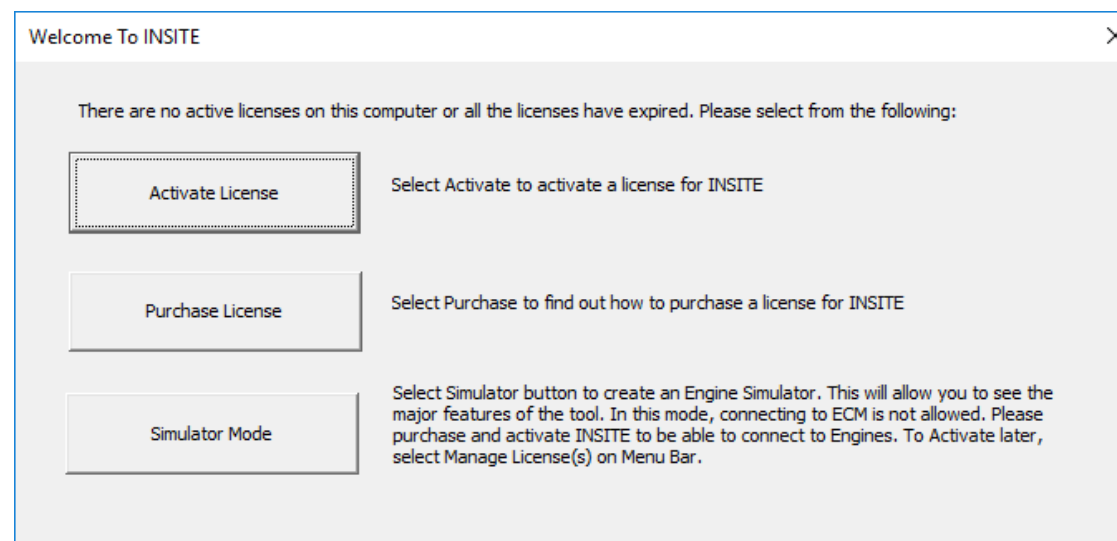 Welcome To INSITE
There are no active licenses on this computer or all the licenses have expired. Please select from the following:
Activate License
Select Activate to activate a license for INSITE
Purchase License
Select Purchase to find out how to purchase a license for INSITE
Simulator Mode
Select Simulator button to create an Engine Simulator. This will allow you to see the
major features of the tool. In this mode, connecting to ECM is not allowed. Please
purchase and activate INSITE to be able to connect to Engines. To Activate later,
select Manage License(s) on Menu Bar.